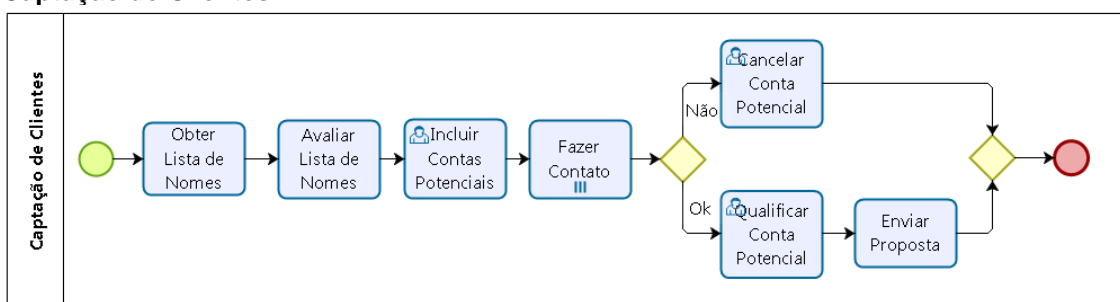 Captação de Clientes
Obter
Lista de
Nomes
Avaliar
Lista de
Nomes
Incluir
Contas
Potenciais
Fazer
Contato
Não
Cancelar
Conta
Potencial
Ok
Qualificar
Conta
Potencial
Enviar
Proposta